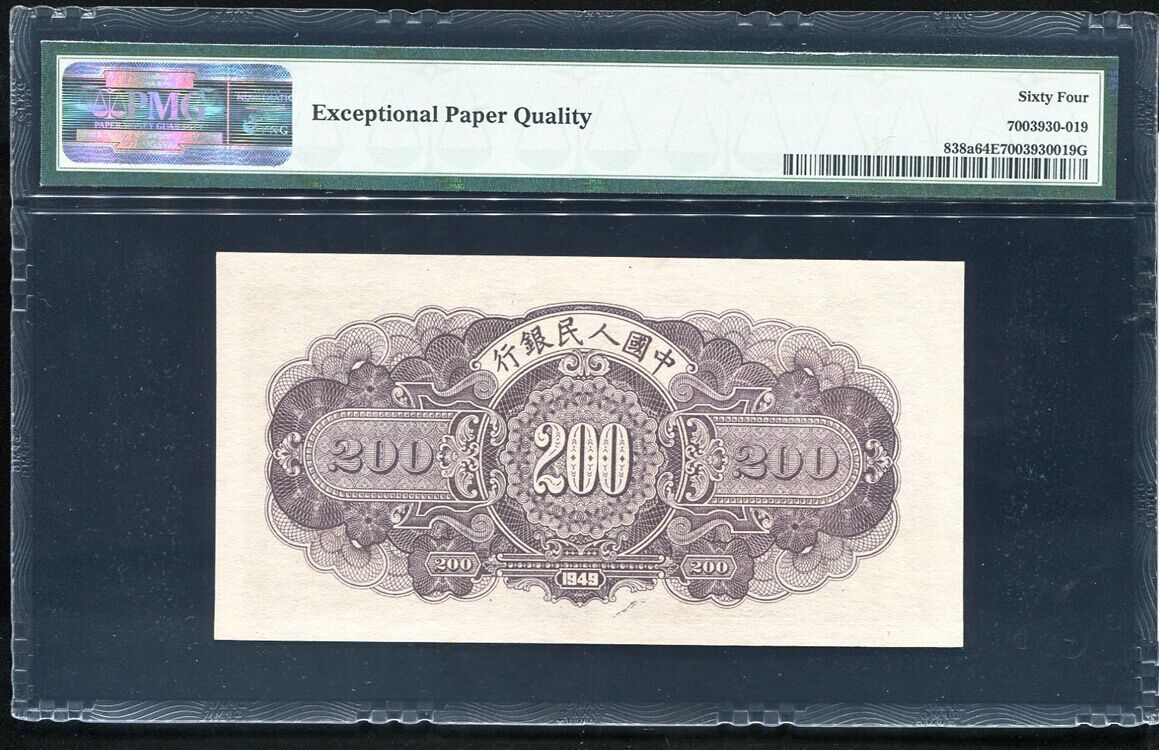 PMG
Exceptional Paper Quality
Sixty Four
7003930-019
838a64E7003930019G
行銀民人國中
200
200
200
200
200
1949